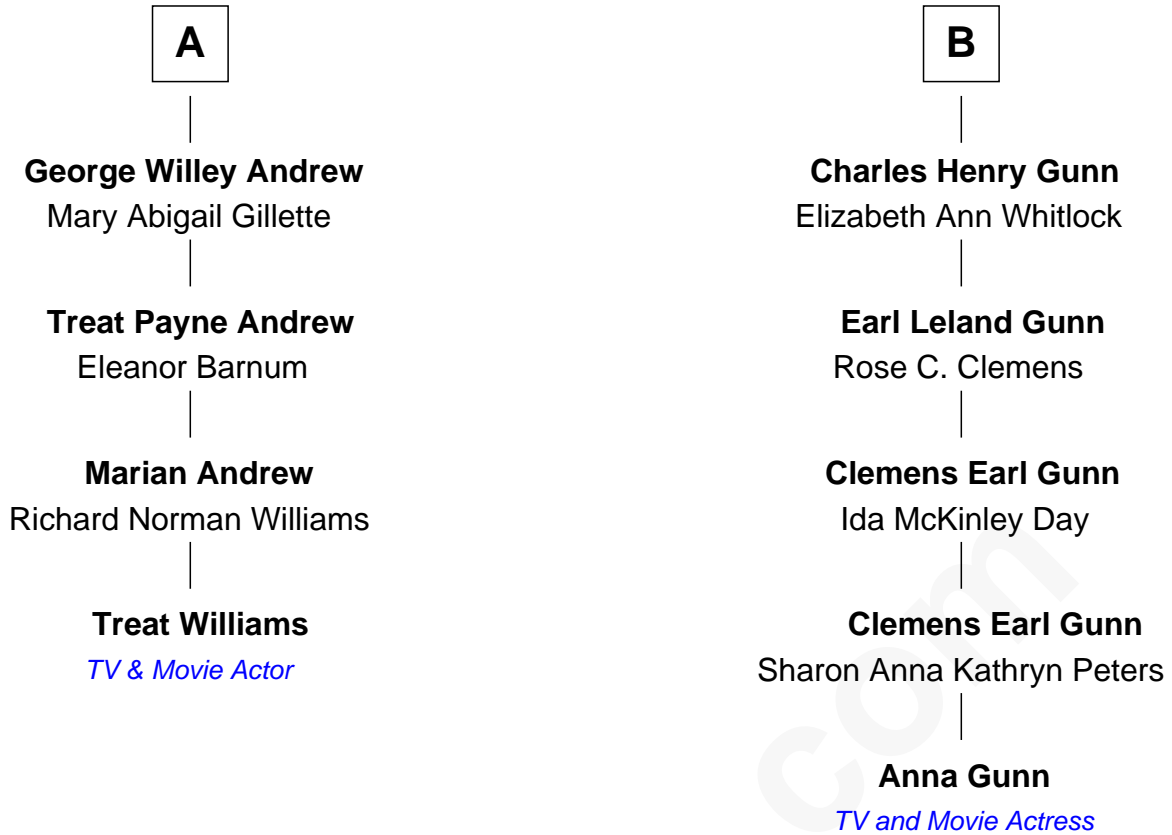 A
George Willey Andrew
Mary Abigail Gillette
Treat Payne Andrew
Eleanor Barnum
Marian Andrew
Richard Norman Williams
Treat Williams
TV & Movie Actor
B
Charles Henry Gunn
Elizabeth Ann Whitlock
Earl Leland Gunn
Rose C. Clemens
Clemens Earl Gunn
Ida McKinley Day
Clemens Earl Gunn
Sharon Anna Kathryn Peters
Anna Gunn
TV and Movie Actress
com